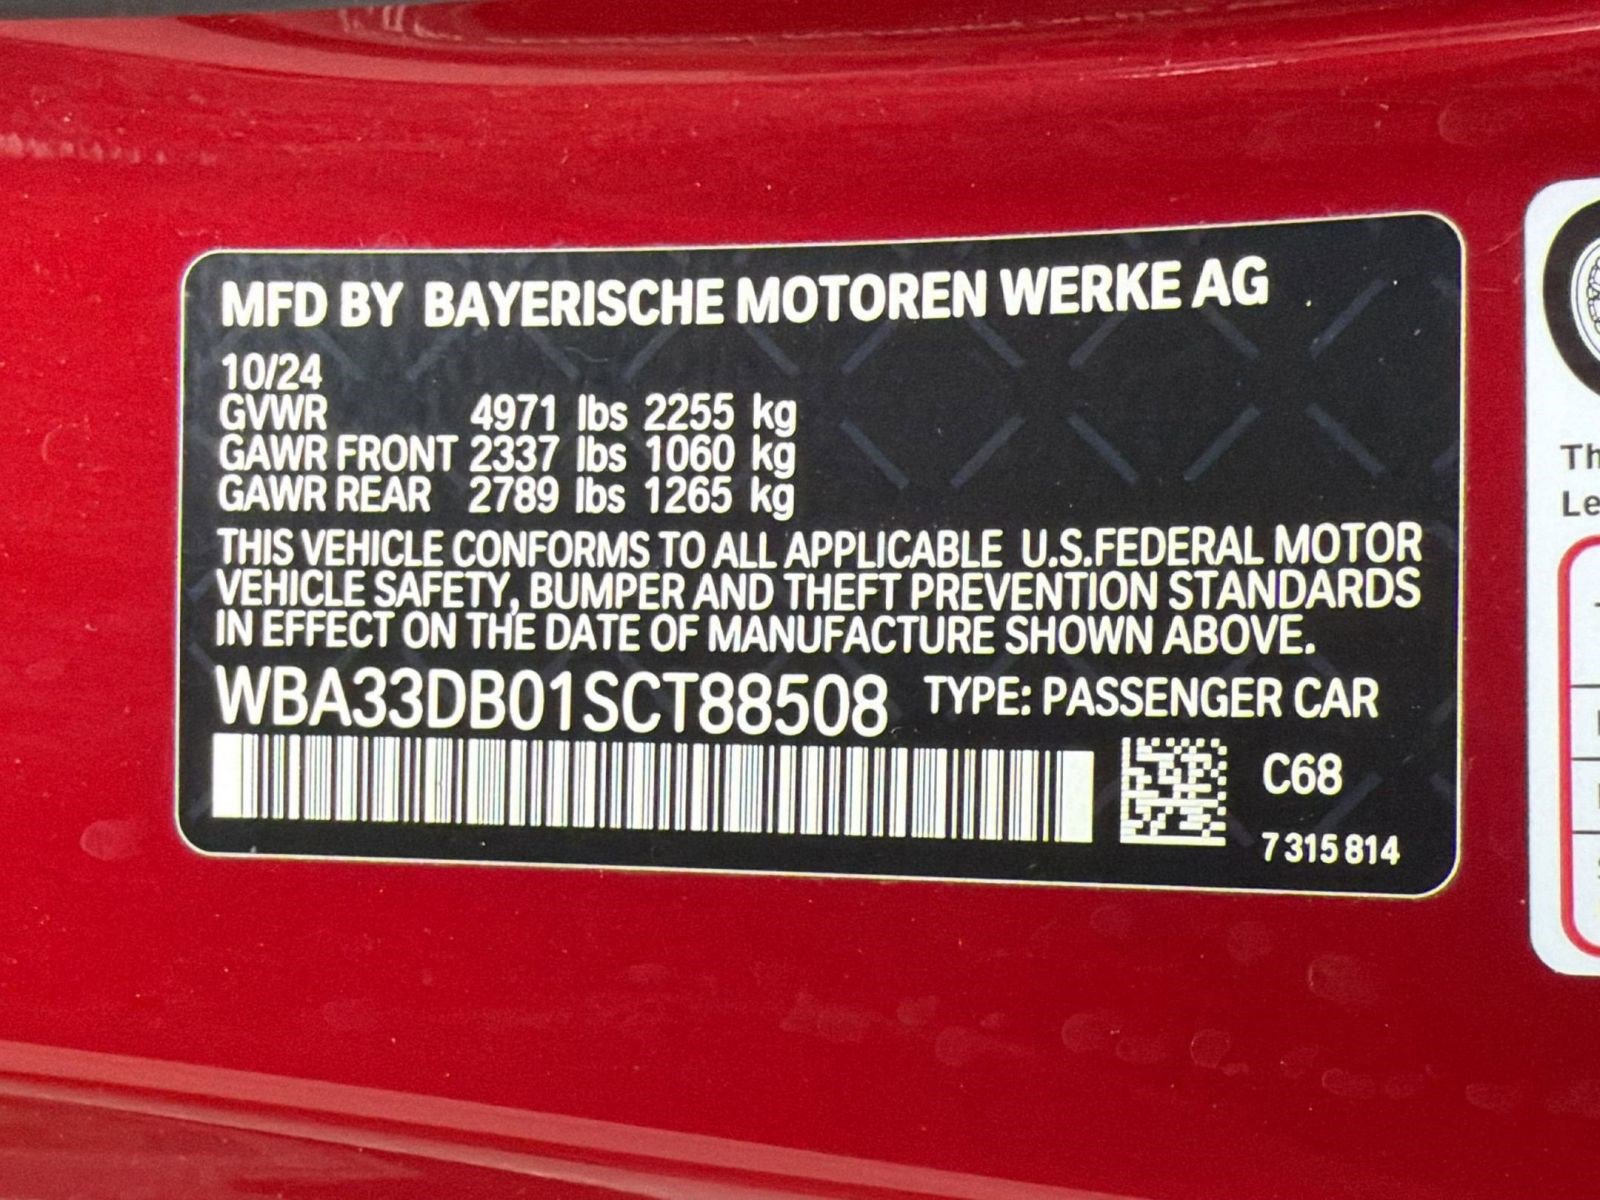 MFD BY BAYERISCHE MOTOREN WERKE AG
10/24
GVWR 4971 lbs 2255 kg
GAWR FRONT 2337 lbs 1060 kg
GAWR REAR 2789 lbs 1265 kg
THIS VEHICLE CONFORMS TO ALL APPLICABLE U.S.FEDERAL MOTOR
VEHICLE SAFETY, BUMPER AND THEFT PREVENTION STANDARDS
IN EFFECT ON THE DATE OF MANUFACTURE SHOWN ABOVE.
WBA33DB01SCT88508 TYPE: PASSENGER CAR
C68
7 315 814
Th
Le